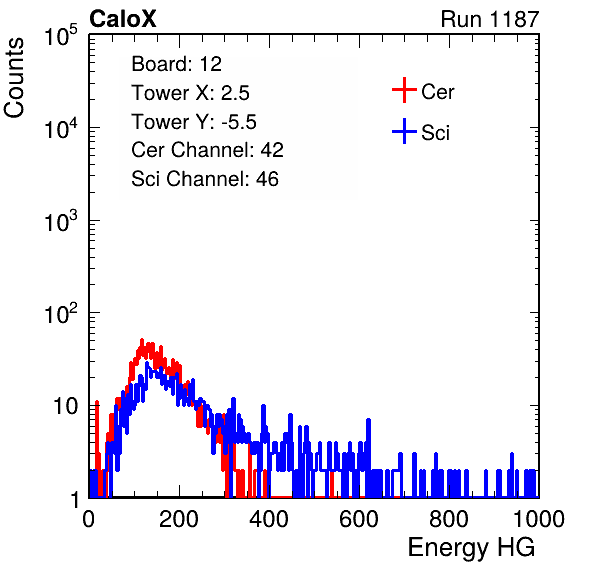 CaloX Run 1187
Counts
10^5
10^4
10^3
10^2
10
1
Board: 12
Tower X: 2.5
Tower Y: -5.5
Cer Channel: 42
Sci Channel: 46
Cer
Sci
0 200 400 600 800 1000
Energy HG